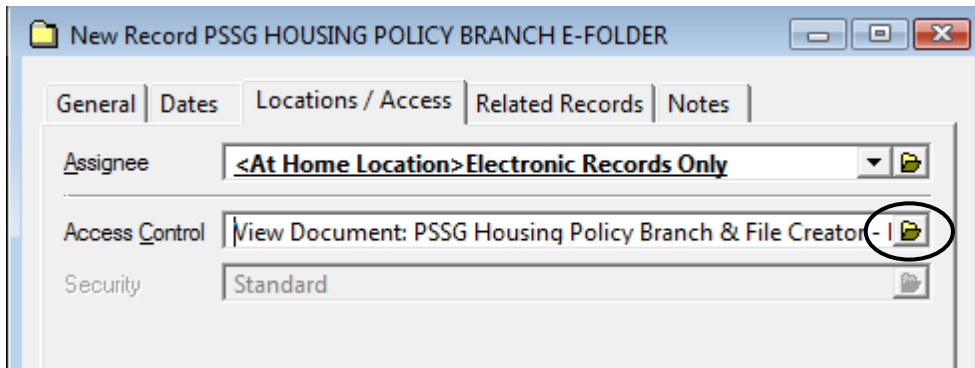 New Record PSSG HOUSING POLICY BRANCH E-FOLDER
General Dates Locations / Access Related Records Notes
Assignee <At Home Location>Electronic Records Only
Access Control View Document: PSSG Housing Policy Branch & File Creator -
Security Standard